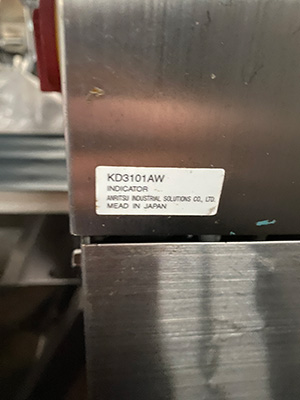 KD3101AW
INDICATOR
ANRITSU INDUSTRIAL SOLUTIONS CO., LTD.
MEAD IN JAPAN